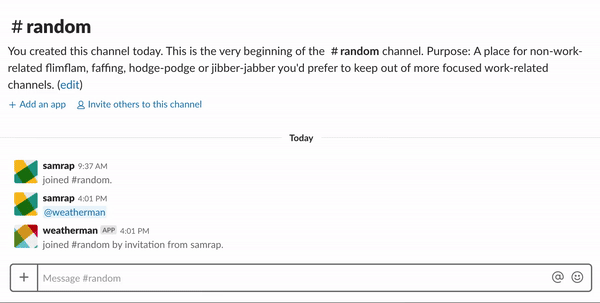 # random
You created this channel today. This is the very beginning of the # random channel. Purpose: A place for non-work-
related flimflam, faffing, hodge-podge or jibber-jabber you'd prefer to keep out of more focused work-related
channels. (edit)
+ Add an app Invite others to this channel
Today
samrap 9:37 AM
joined #random.
samrap 4:01 PM
@weatherman
weatherman APP 4:01 PM
joined #random by invitation from samrap.
+ Message #random @